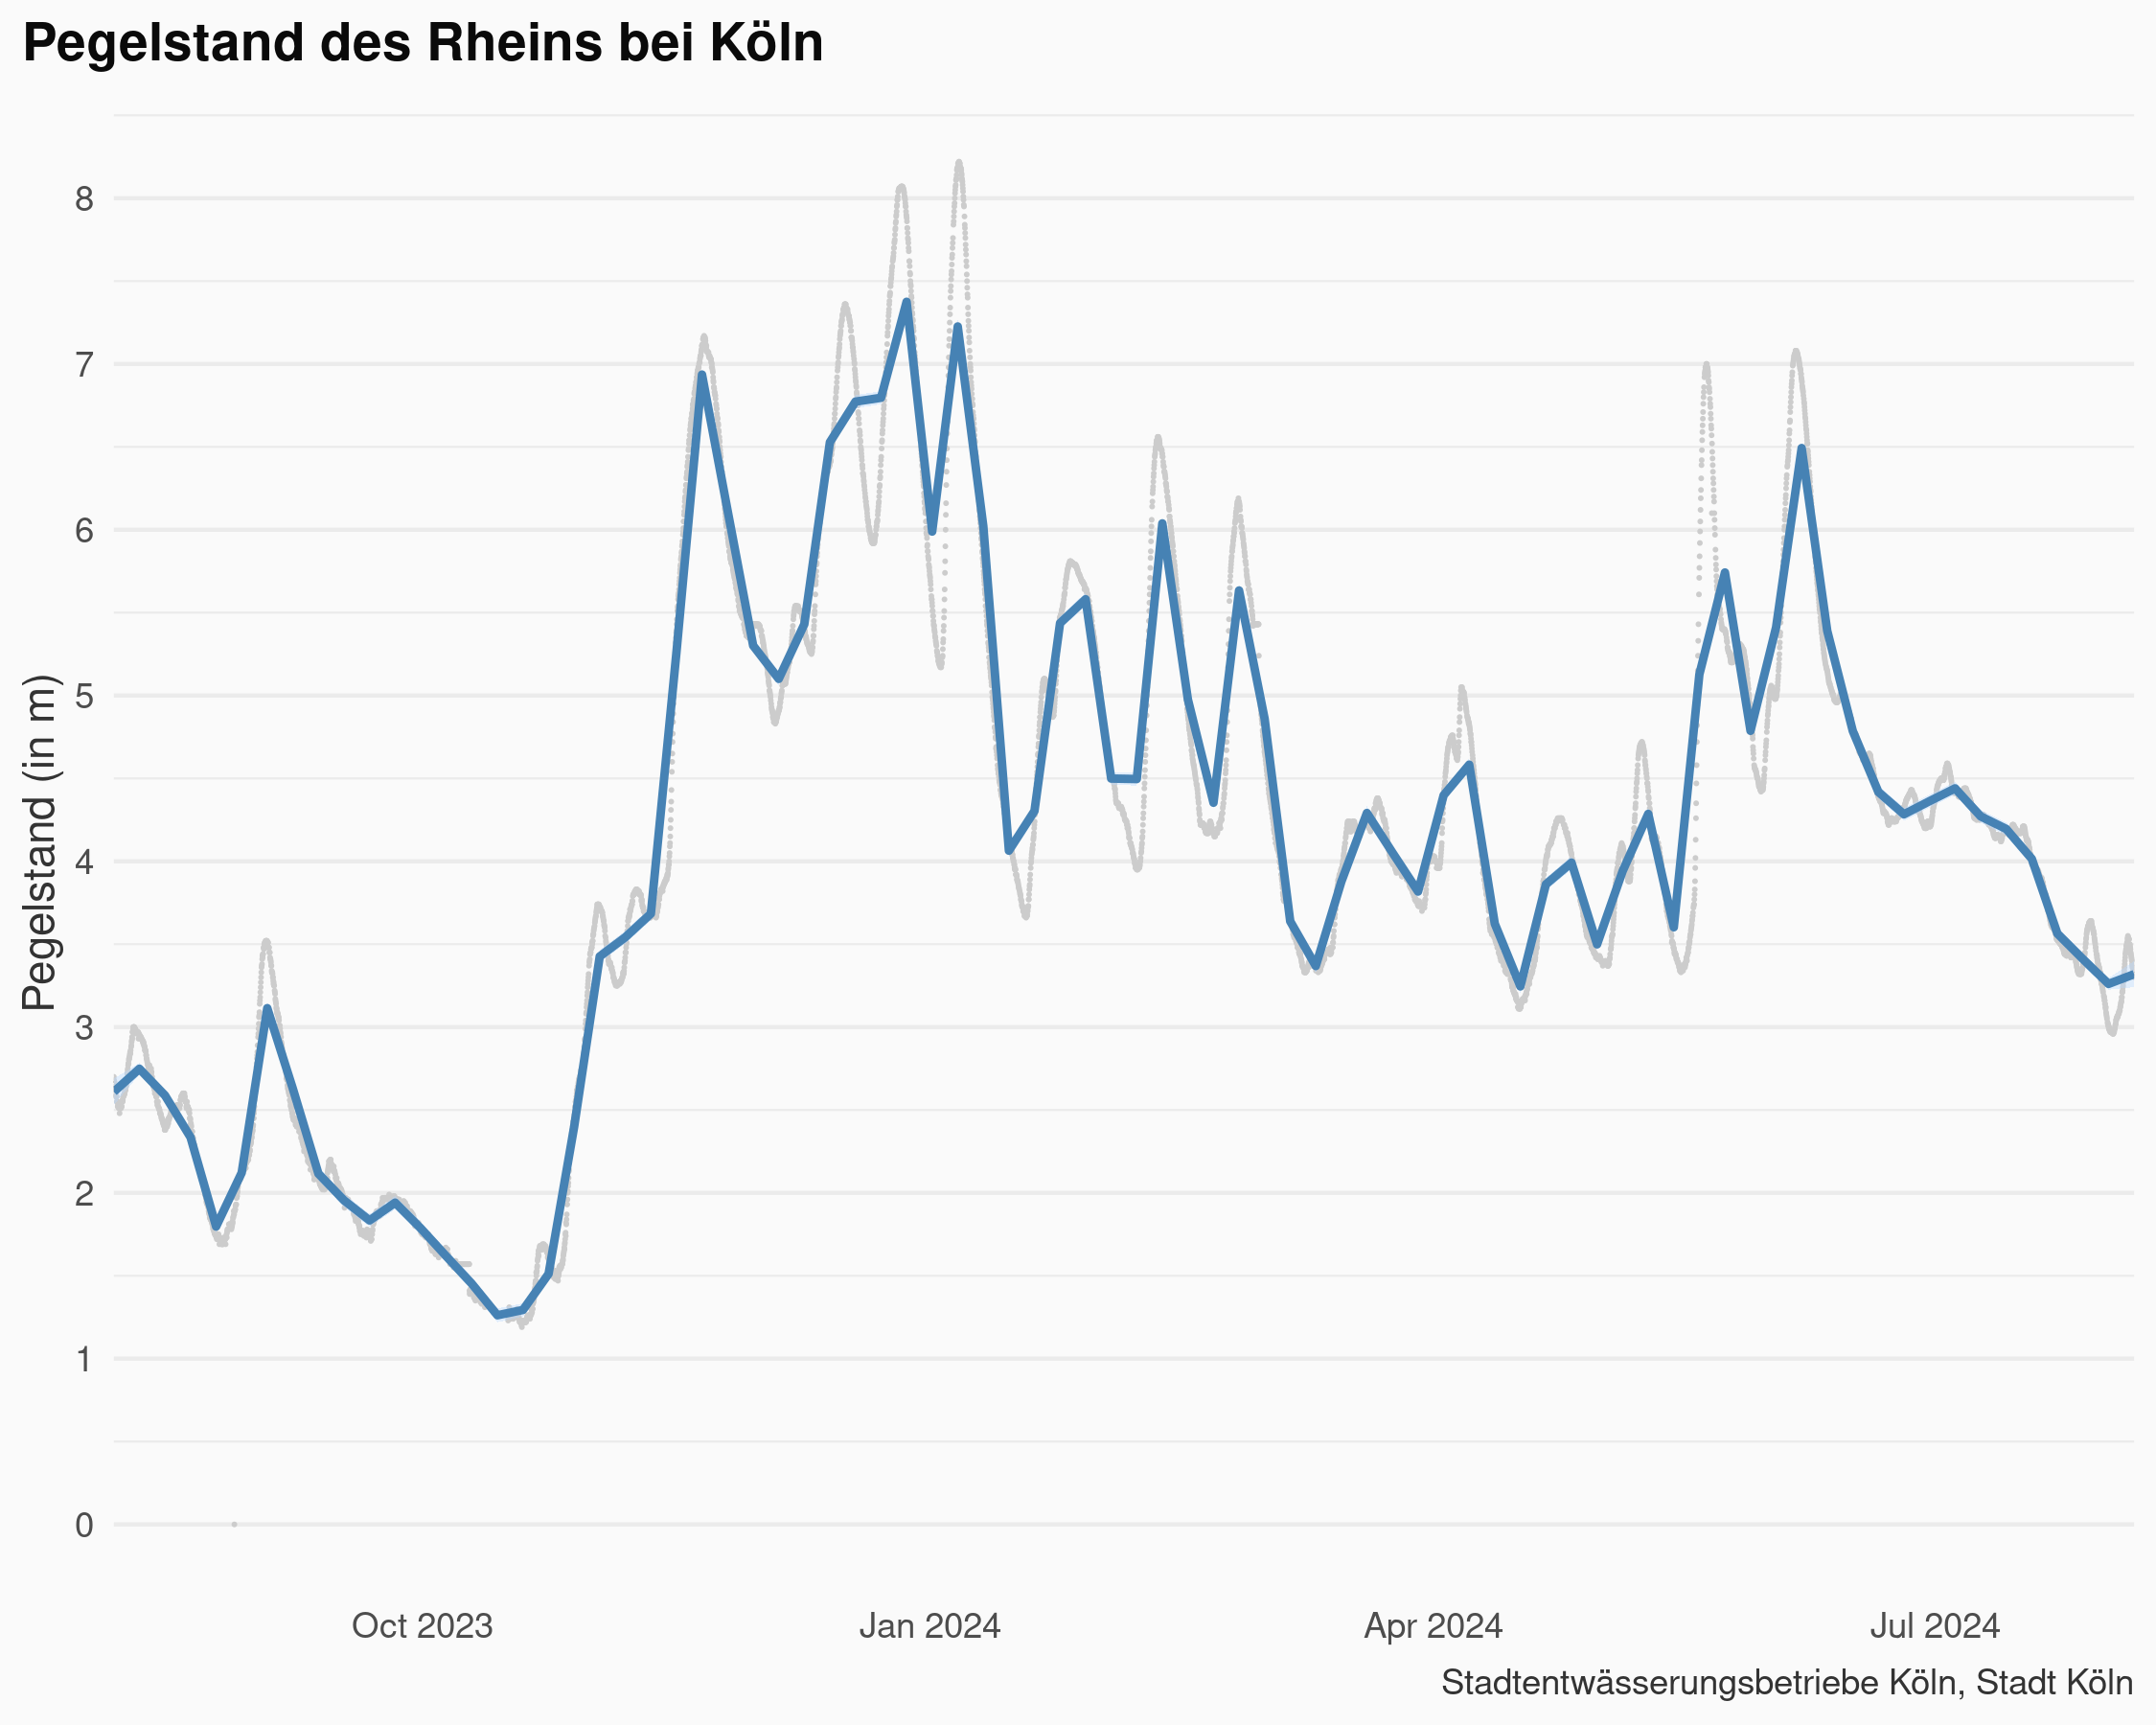 Pegelstand des Rheins bei Köln
Pegelstand (in m)
8
7
6
5
4
3
2
1
0
Oct 2023 Jan 2024 Apr 2024 Jul 2024
Stadtentwässerungsbetriebe Köln, Stadt Köln